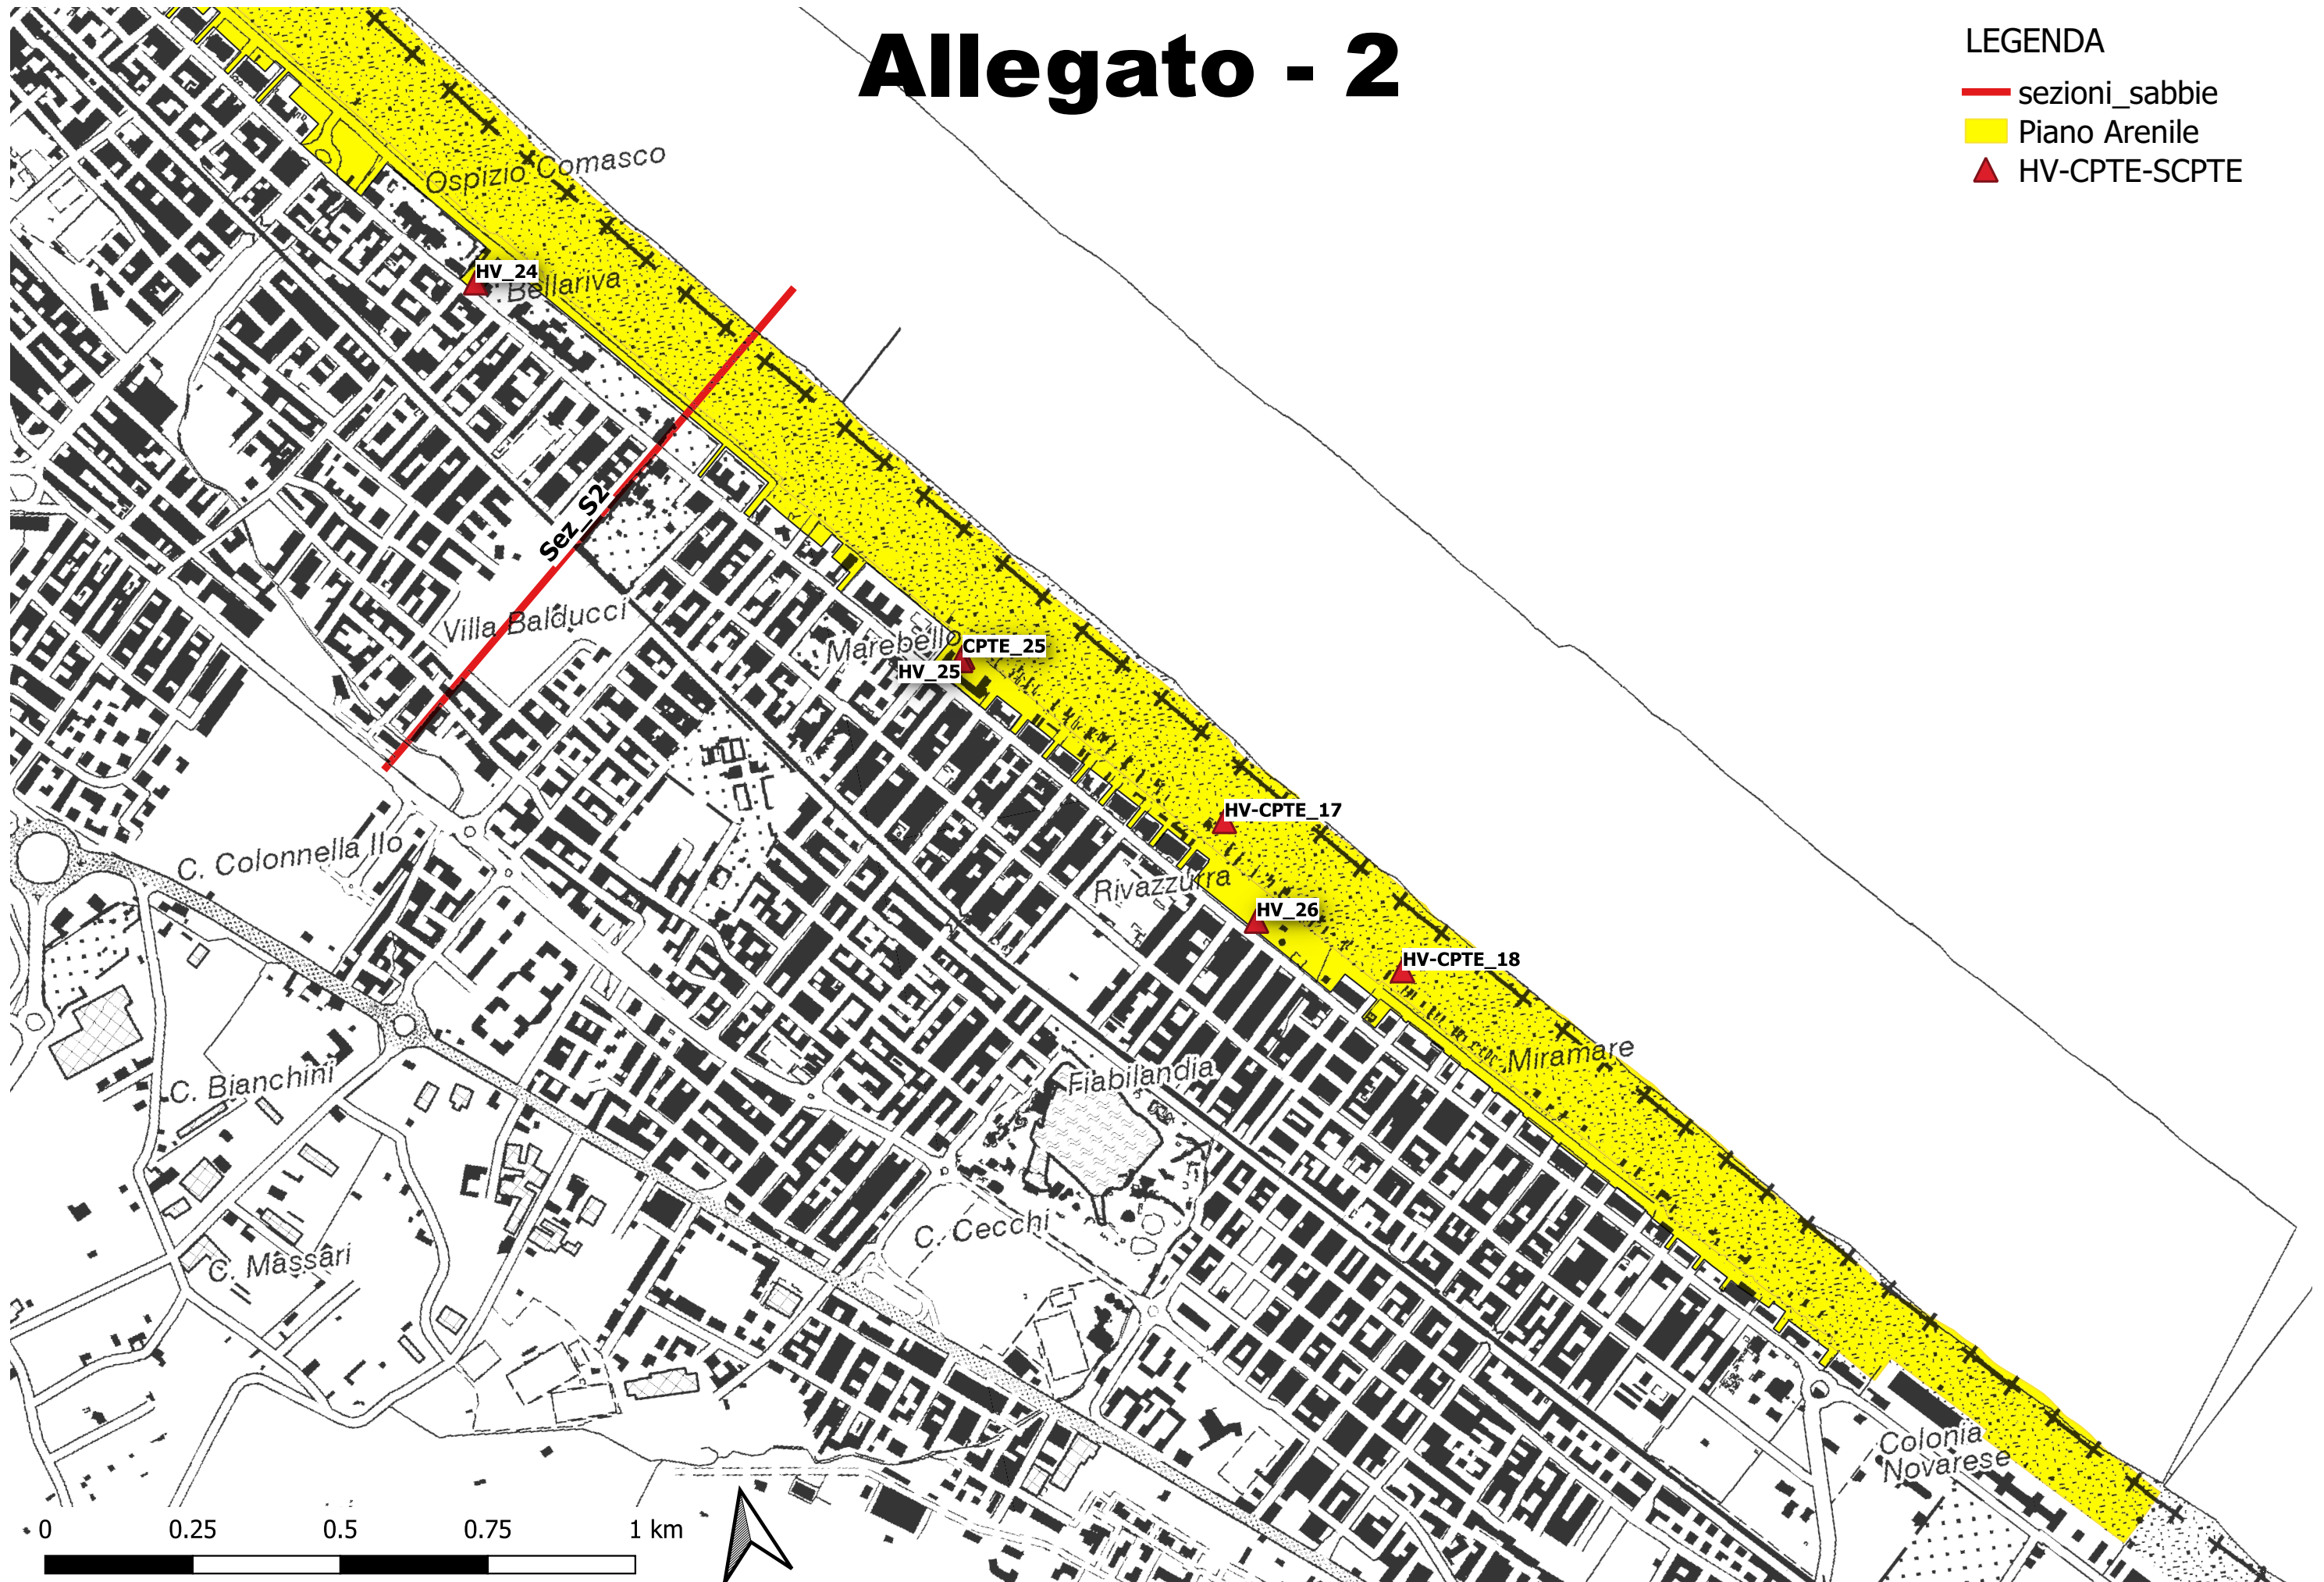 Allegato - 2
LEGENDA
sezioni_sabbie
Piano Arenile
HV-CPTE-SCPTE
Ospizio Comasco
HV_24
Bellariva
Sez_S2
Villa Balducci
Marebello
CPTE_25
HV_25
HV-CPTE_17
C. Colonnella IIo
Rivazzurra
HV_26
HV-CPTE_18
Miramare
Fiabilandia
C. Bianchini
C. Cecchi
C. Massari
Colonia
Novarese
0 0.25 0.5 0.75 1 km